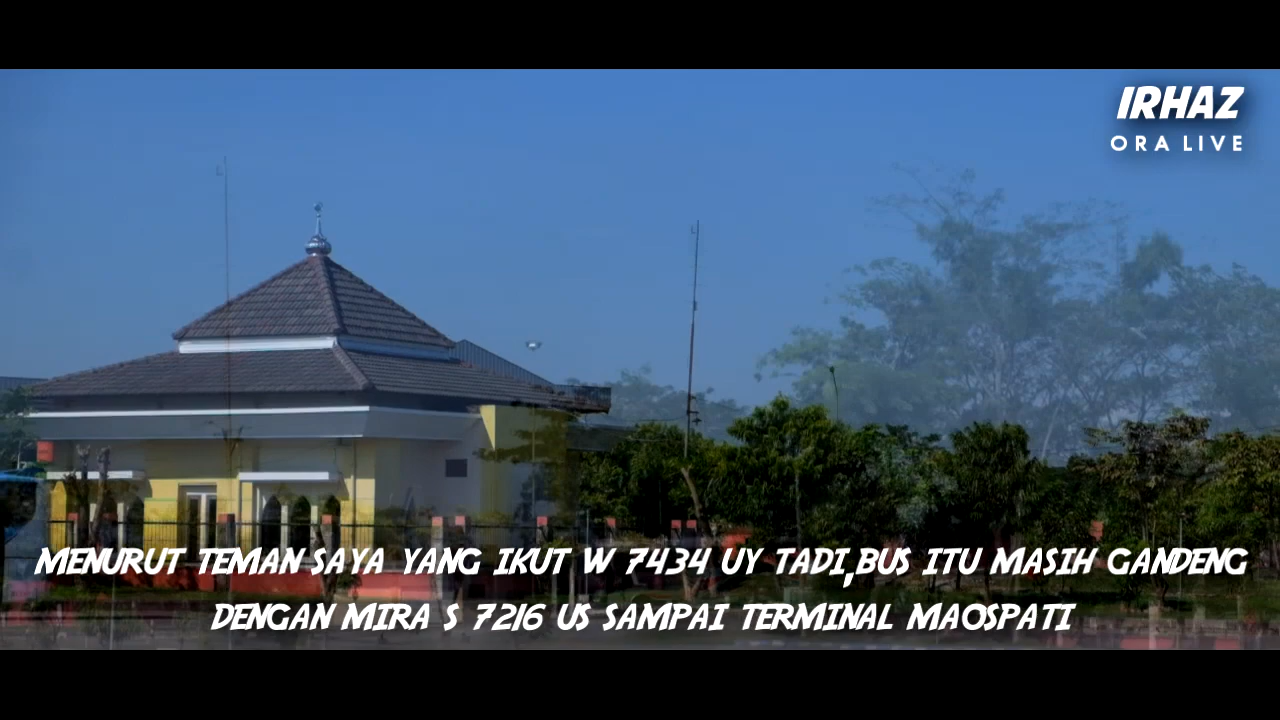 IRHAZ
ORA LIVE
MENURUT TEMAN SAYA YANG IKUT W 7434 UY TADI,BUS ITU MASIH GANDENG
DENGAN MIRA S 7216 US SAMPAI TERMINAL MAOSPATI